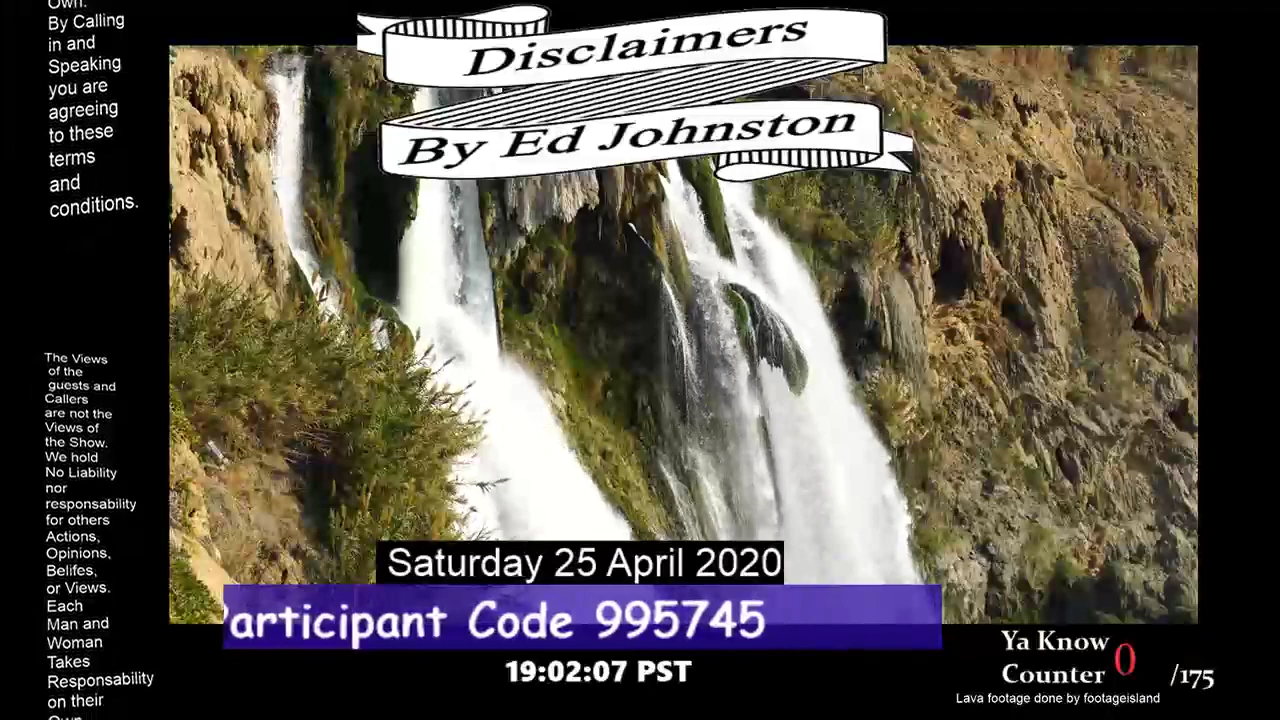 Own.
By Calling
in and
Speaking
you are
agreeing
to these
terms
and
conditions.
The Views
of the
guests and
Callers
are not the
Views of
the Show.
We hold
No Liability
nor
responsability
for others
Actions,
Opinions,
Belifes,
or Views.
Each
Man and
Woman
Takes
Responsability
on their
Own
Disclaimers
By Ed Johnston
Saturday 25 April 2020
Participant Code 995745
19:02:07 PST
Ya Know
Counter 0 /175
Lava footage done by footageisland